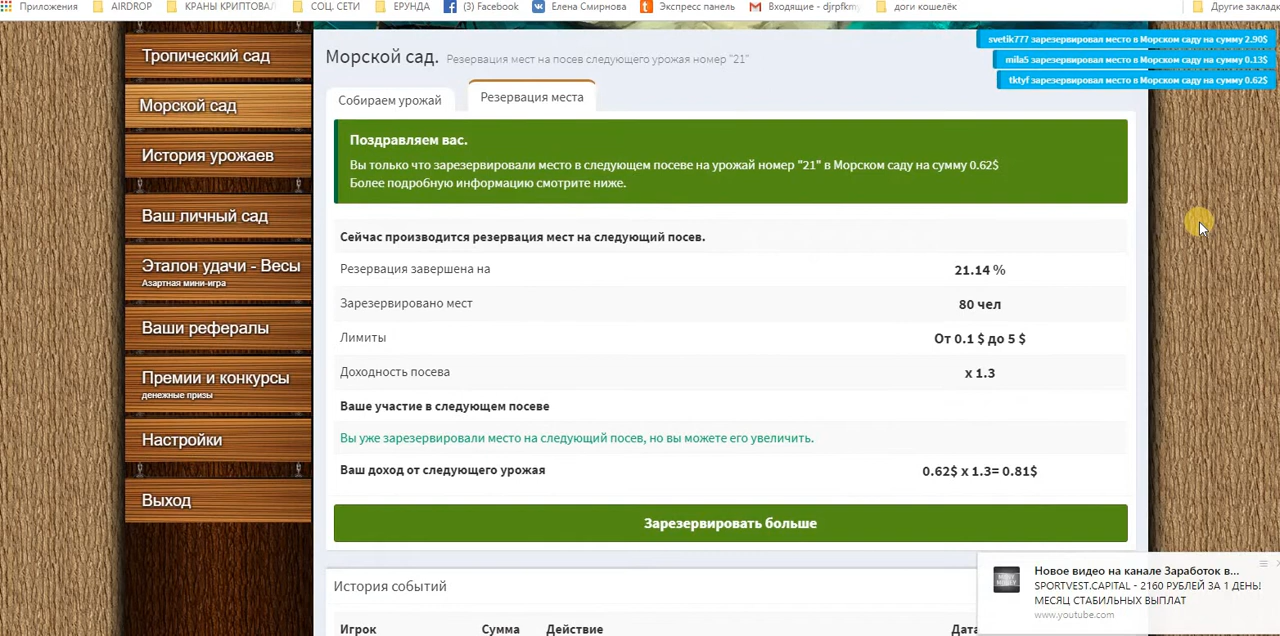 Приложения
AIRDROP
КРАНЫ КРИПТОВА
СОЦ. СЕТИ
ЕРУНДА
(3) Facebook
Елена Смирнова
Экспресс панель
Входящие - djrpfkm
доги кошелёк
Другие заклад
svetik777 зарезервировал место в Морском саду на сумму 2.90$
mila5 зарезервировал место в Морском саду на сумму 0.13$
tktyf зарезервировал место в Морском саду на сумму 0.62$
Тропический сад
Морской сад
История урожаев
Ваш личный сад
Эталон удачи - Весы
Азартная мини-игра
Ваши рефералы
Премии и конкурсы
денежные призы
Настройки
Выход
Морской сад. Резервация мест на посев следующего урожая номер "21"
Собираем урожай
Резервация места
Поздравляем вас.
Вы только что зарезервировали место в следующем посеве на урожай номер "21" в Морском саду на сумму 0.62$
Более подробную информацию смотрите ниже.
Сейчас производится резервация мест на следующий посев.
Резервация завершена на 21.14 %
Зарезервировано мест 80 чел
Лимиты От 0.1 $ до 5 $
Доходность посева x 1.3
Ваше участие в следующем посеве
Вы уже зарезервировали место на следующий посев, но вы можете его увеличить.
Ваш доход от следующего урожая 0.62$ x 1.3= 0.81$
Зарезервировать больше
История событий
Игрок Сумма Действие Дата
Новое видео на канале Заработок в...
SPORTVEST.CAPITAL - 2160 РУБЛЕЙ ЗА 1 ДЕНЬ!
МЕСЯЦ СТАБИЛЬНЫХ ВЫПЛАТ
www.youtube.com